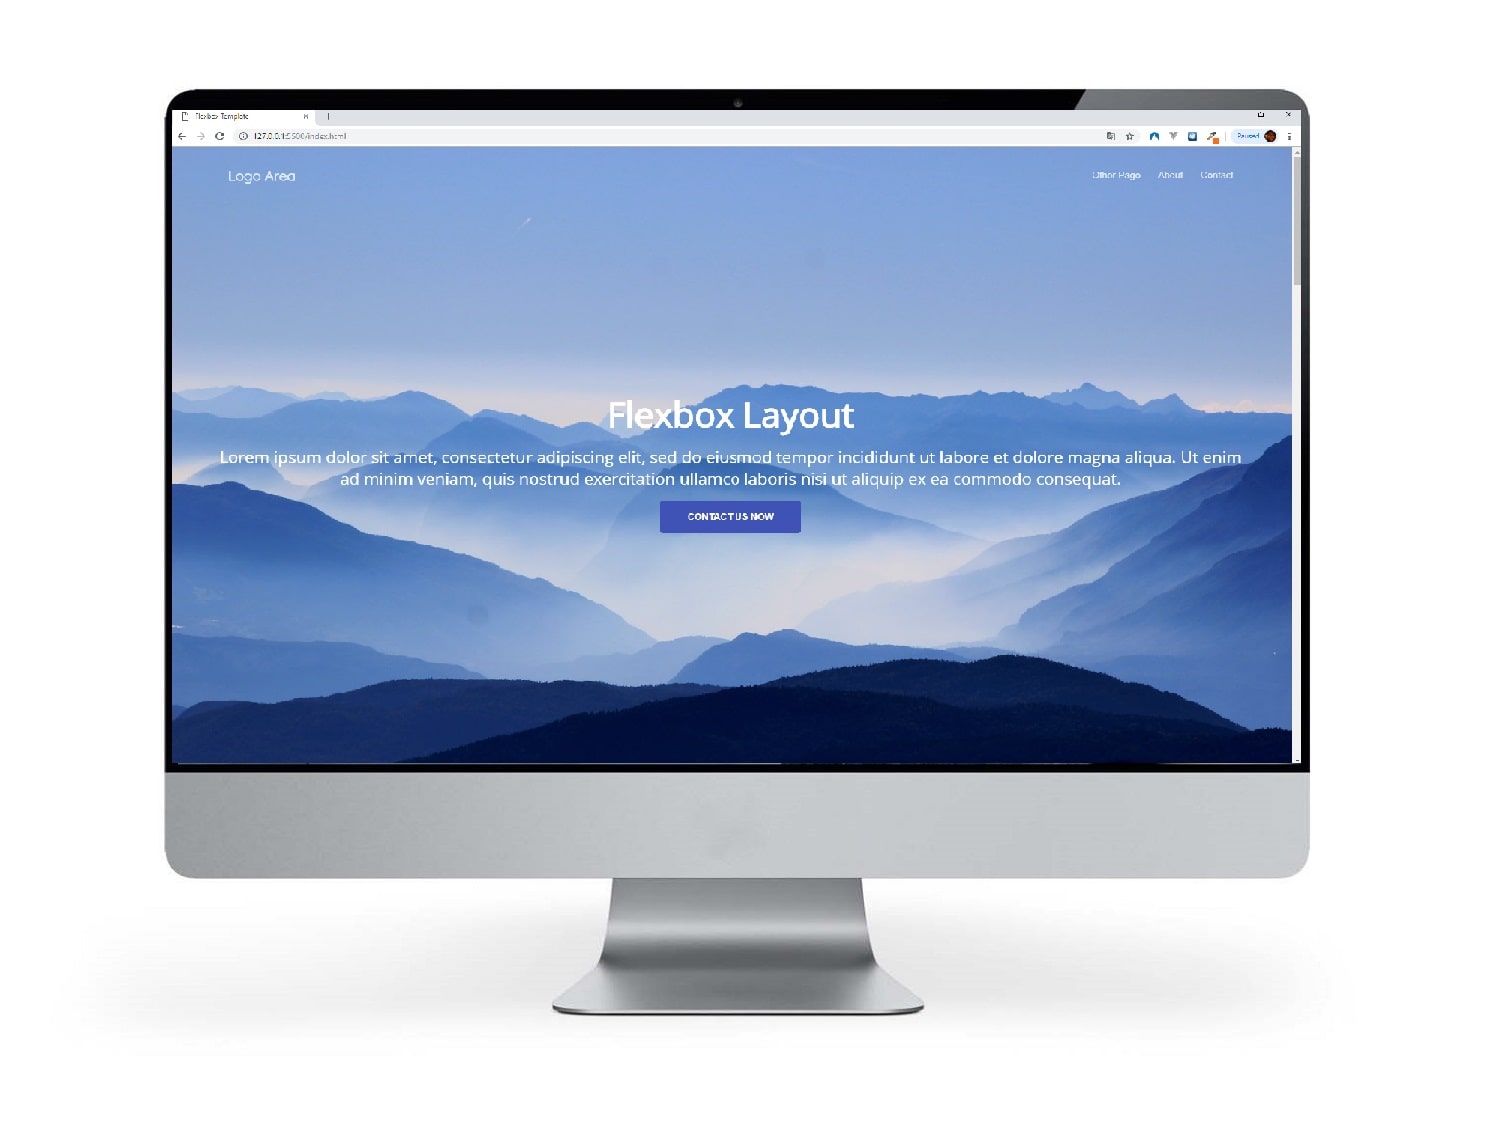 Flexbox Template
127.0.0.1:5500/index.html
Paused
Logo Area
Other Page About Contact
Flexbox Layout
Lorem ipsum dolor sit amet, consectetur adipiscing elit, sed do eiusmod tempor incididunt ut labore et dolore magna aliqua. Ut enim
ad minim veniam, quis nostrud exercitation ullamco laboris nisi ut aliquip ex ea commodo consequat.
CONTACT US NOW